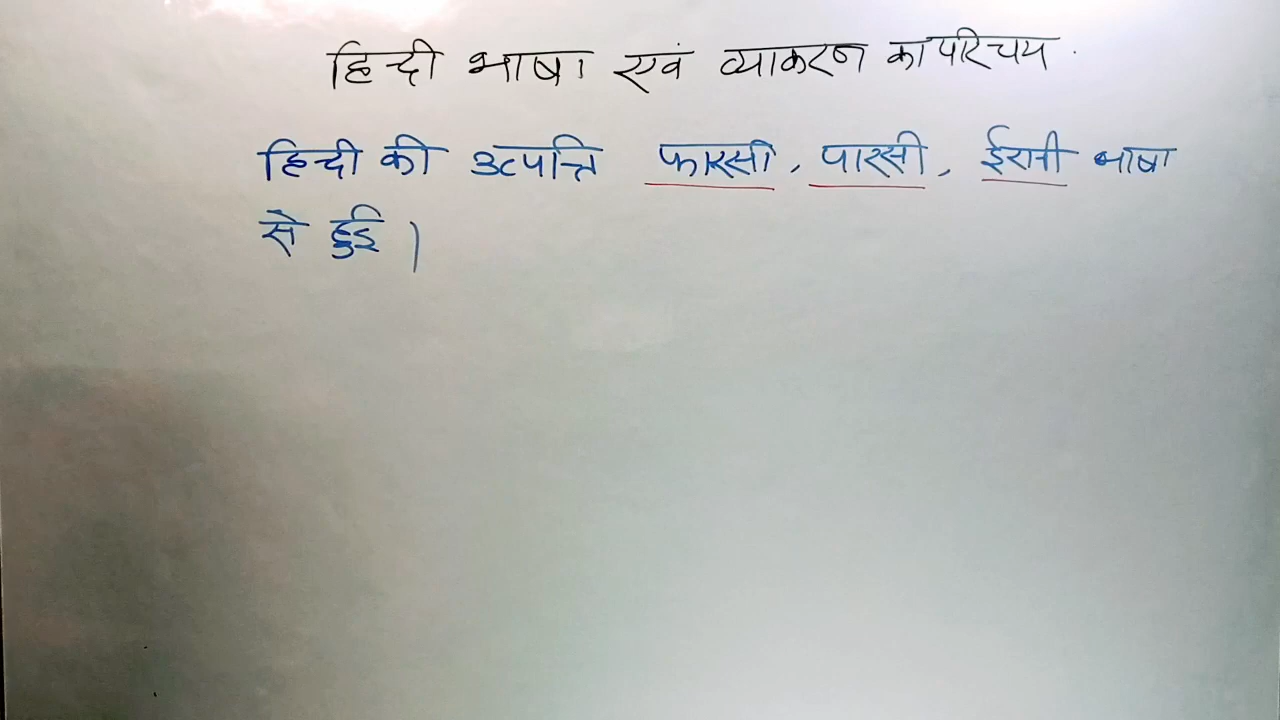 हिन्दी भाषा एवं व्याकरण का परिचय.
हिन्दी की उत्पत्ति फारसी, पारसी, ईरानी भाषा
से हुई।